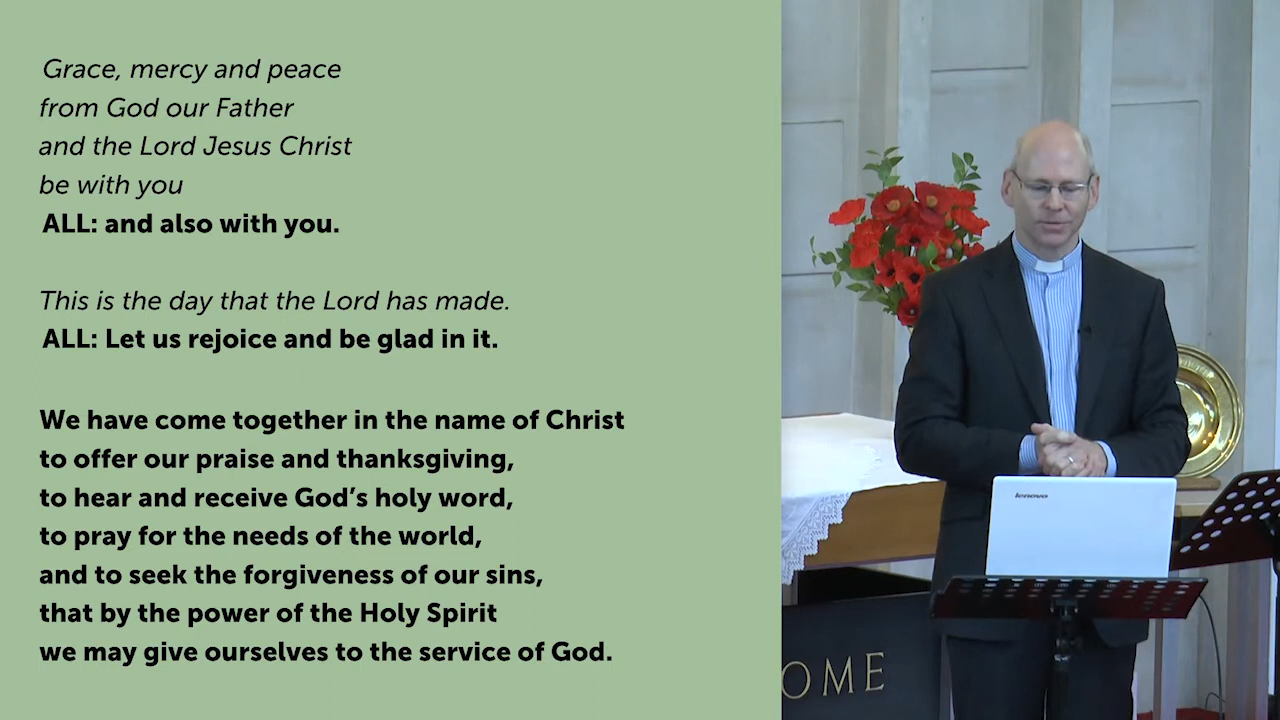 Grace, mercy and peace
from God our Father
and the Lord Jesus Christ
be with you
ALL: and also with you.
This is the day that the Lord has made.
ALL: Let us rejoice and be glad in it.
We have come together in the name of Christ
to offer our praise and thanksgiving,
to hear and receive God’s holy word,
to pray for the needs of the world,
and to seek the forgiveness of our sins,
that by the power of the Holy Spirit
we may give ourselves to the service of God.
lenovo
OME